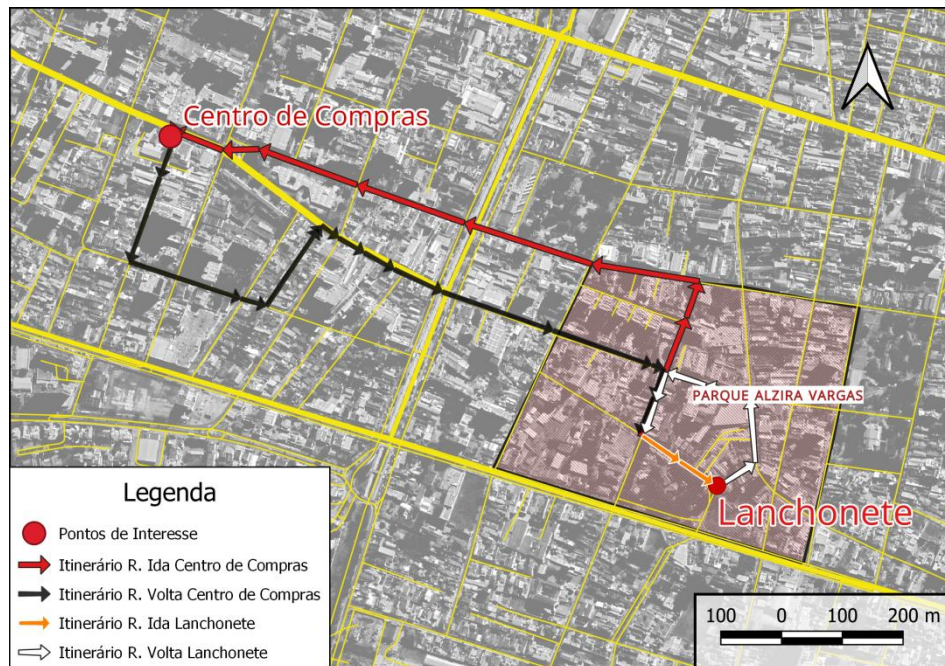 Centro de Compras
PARQUE ALZIRA VARGAS
Lanchonete
Legenda
Pontos de Interesse
Itinerário R. Ida Centro de Compras
Itinerário R. Volta Centro de Compras
Itinerário R. Ida Lanchonete
Itinerário R. Volta Lanchonete
100 0 100 200 m